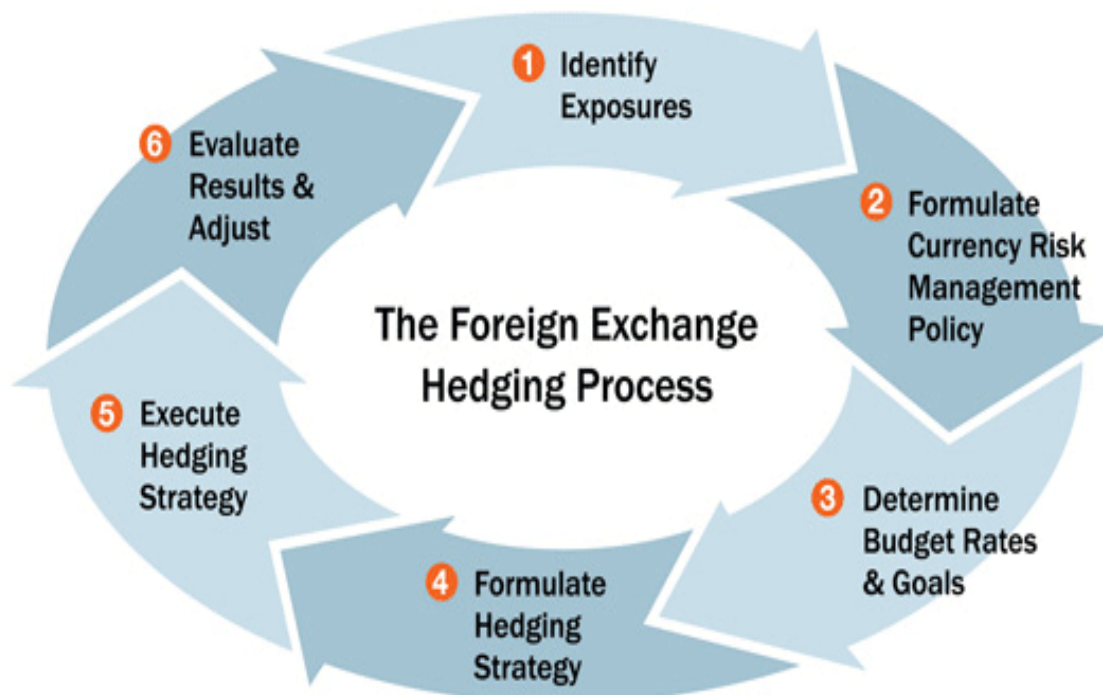 The Foreign Exchange
Hedging Process
1 Identify
Exposures
2 Formulate
Currency Risk
Management
Policy
3 Determine
Budget Rates
& Goals
4 Formulate
Hedging
Strategy
5 Execute
Hedging
Strategy
6 Evaluate
Results &
Adjust